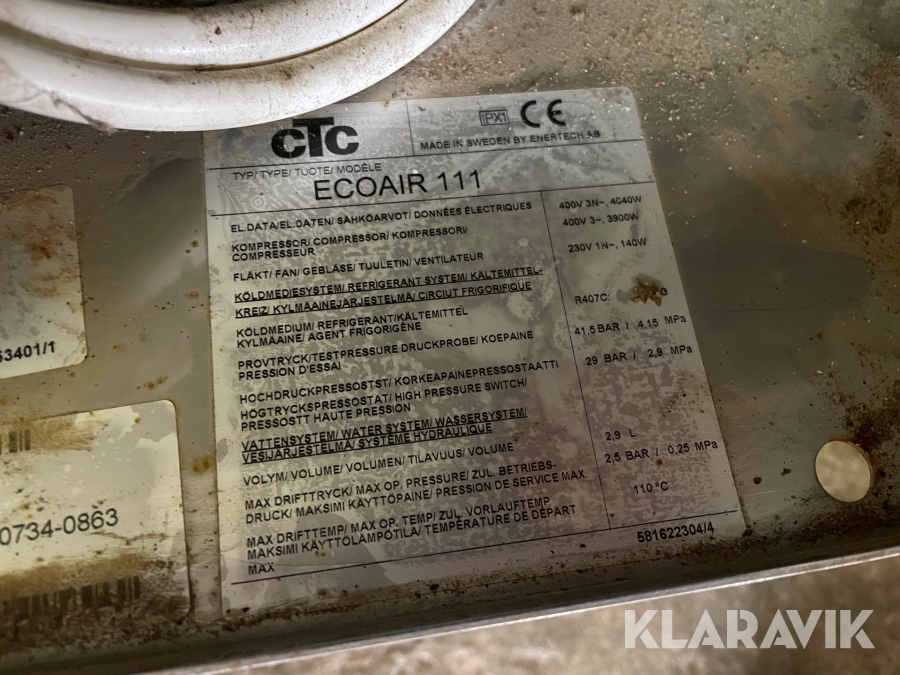 CTC
IPX1 CE
MADE IN SWEDEN BY ENERTECH AB
TYP/ TYPE/ TUOTE/ MODÈLE
ECOAIR 111
EL.DATA/EL.DATEN/ SÄHKÖARVOT/ DONNÉES ÉLECTRIQUES 400V 3N~, 4040W
KOMPRESSOR/ COMPRESSOR/ KOMPRESSORI/ 400V 3~, 3900W
COMPRESSEUR
FLÄKT/ FAN/ GEBLÄSE/ TUULETIN/ VENTILATEUR 230V 1N~, 140W
KÖLDMEDIESYSTEM/ REFRIGERANT SYSTEM/ KÄLTEMITTEL-
KREIZ/ KYLMÄAINEJÄRJESTELMÄ/ CIRCIUT FRIGORIFIQUE
KÖLDMEDIUM/ REFRIGERANT/KÄLTEMITTEL R407C: G
KYLMÄAINE/ AGENT FRIGORIGÈNE
PROVTRYCK/TESTPRESSURE DRUCKPROBE/ KOEPAINE 41,5 BAR / 4,15 MPa
PRESSION D'ESSAI
HOCHDRUCKPRESSOSTST/ KORKEAPAINEPRESSOSTAATTI 29 BAR / 2,9 MPa
HÖGTRYCKSPRESSOSTAT/ HIGH PRESSURE SWITCH/
PRESSOSTT HAUTE PRESSION
VATTENSYSTEM/ WATER SYSTEM/ WASSERSYSTEM/
VESIJÄRJESTELMÄ/ SYSTÈME HYDRAULIQUE
VOLYM/ VOLUME/ VOLUMEN/ TILAVUUS/ VOLUME 2,9 L
MAX DRIFTTRYCK/ MAX OP. PRESSURE/ ZUL. BETRIEBS- 2,5 BAR / 0,25 MPa
DRUCK/ MAKSIMI KÄYTTÖPAINE/ PRESSION DE SERVICE MAX.
MAX DRIFTTEMP/ MAX OP. TEMP/ ZUL. VORLAUFTEMP 110 °C
MAKSIMI KÄYTTÖLÄMPÖTILA/ TEMPÉRATURE DE DÉPART
MAX
581622304/4
53401/1
0734-0863
KLARAVIK